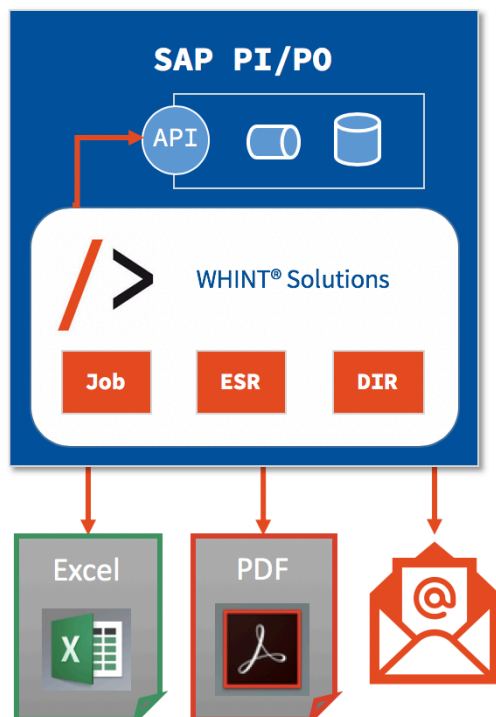 SAP PI/PO
API
/>
WHINT® Solutions
Job
ESR
DIR
Excel
PDF
@
X